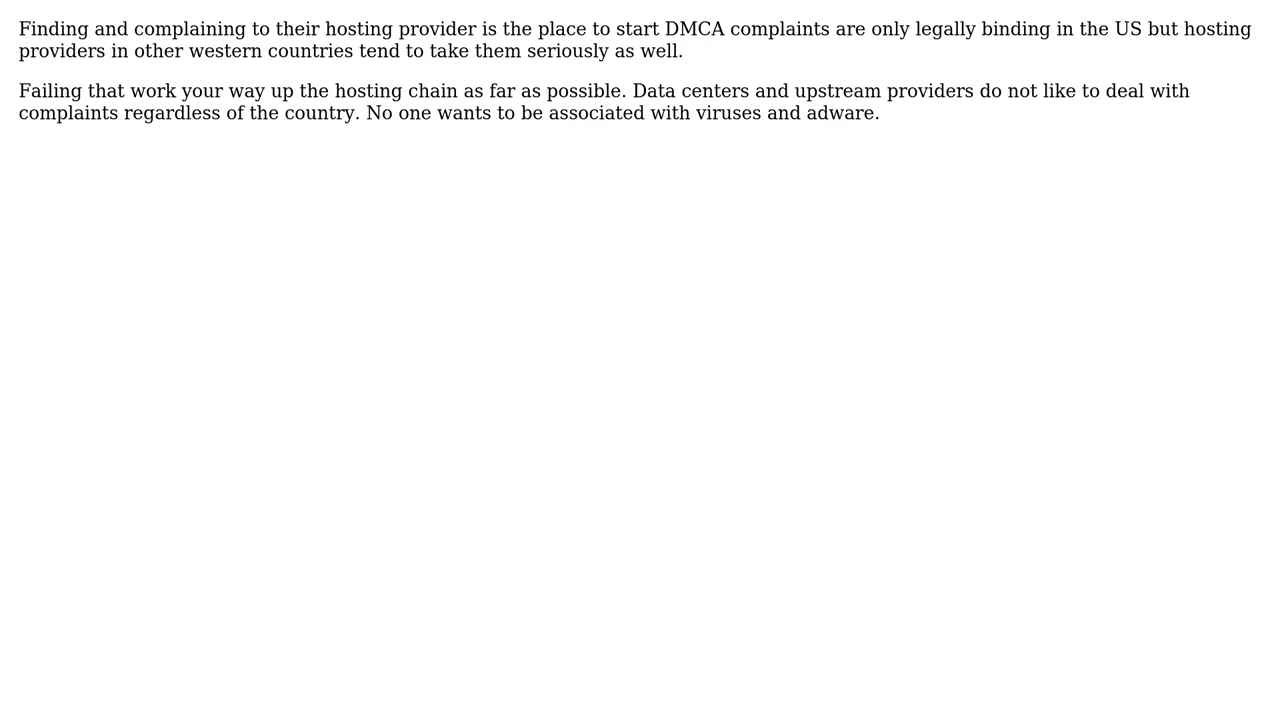 Finding and complaining to their hosting provider is the place to start DMCA complaints are only legally binding in the US but hosting
providers in other western countries tend to take them seriously as well.
Failing that work your way up the hosting chain as far as possible. Data centers and upstream providers do not like to deal with
complaints regardless of the country. No one wants to be associated with viruses and adware.